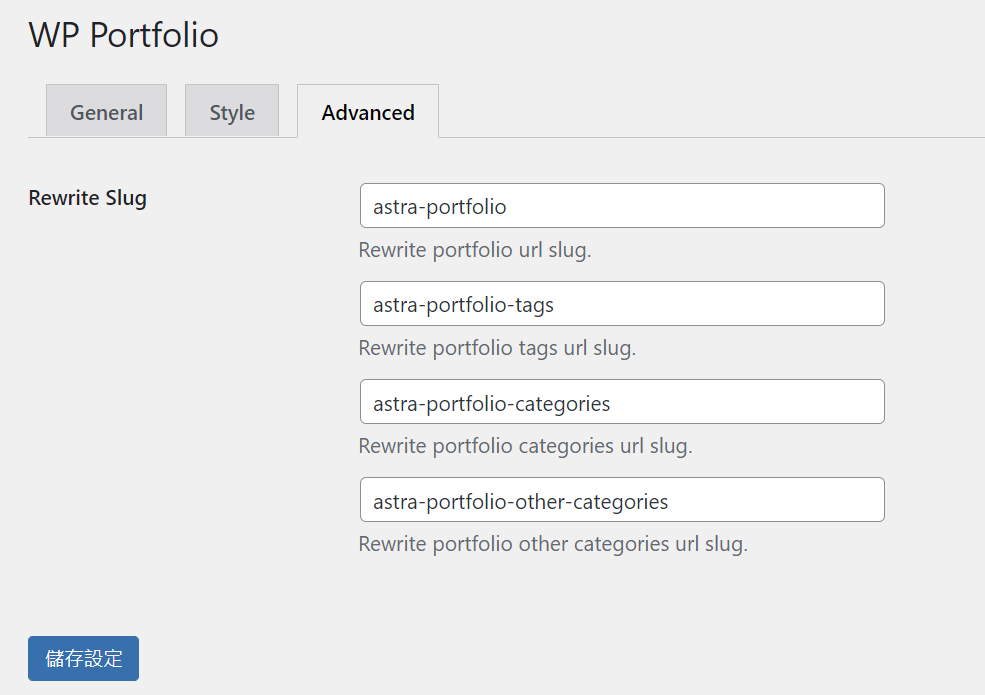 WP Portfolio
General
Style
Advanced
Rewrite Slug
astra-portfolio
Rewrite portfolio url slug.
astra-portfolio-tags
Rewrite portfolio tags url slug.
astra-portfolio-categories
Rewrite portfolio categories url slug.
astra-portfolio-other-categories
Rewrite portfolio other categories url slug.
儲存設定